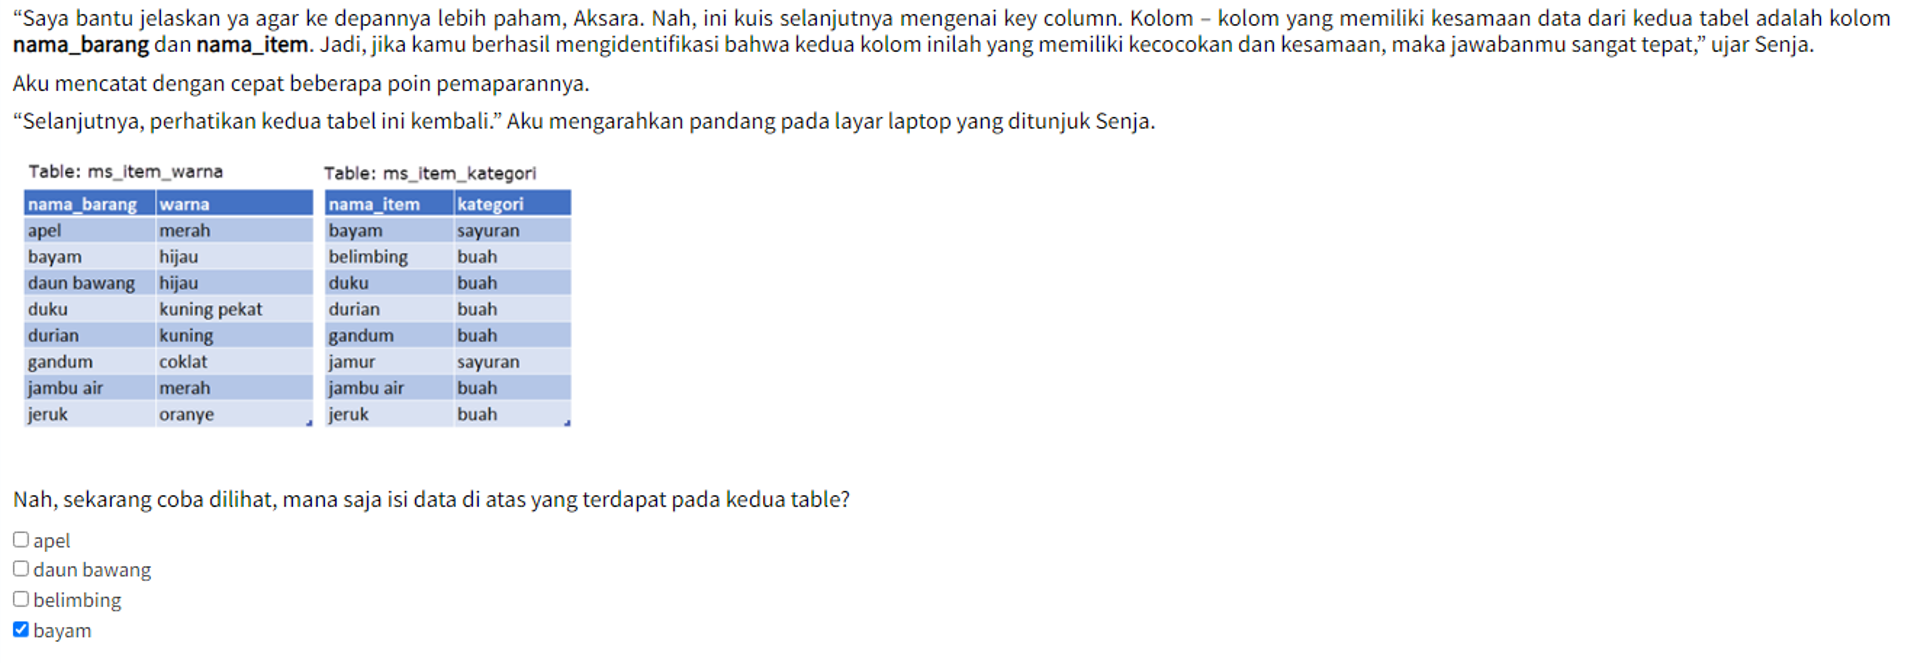 “Saya bantu jelaskan ya agar ke depannya lebih paham, Aksara. Nah, ini kuis selanjutnya mengenai key column. Kolom – kolom yang memiliki kesamaan data dari kedua tabel adalah kolom
nama_barang dan nama_item. Jadi, jika kamu berhasil mengidentifikasi bahwa kedua kolom inilah yang memiliki kecocokan dan kesamaan, maka jawabanmu sangat tepat,” ujar Senja.
Aku mencatat dengan cepat beberapa poin pemaparannya.
“Selanjutnya, perhatikan kedua tabel ini kembali.” Aku mengarahkan pandang pada layar laptop yang ditunjuk Senja.
Table: ms_item_warna
nama_barang warna
apel merah
bayam hijau
daun bawang hijau
duku kuning pekat
durian kuning
gandum coklat
jambu air merah
jeruk oranye
Table: ms_item_kategori
nama_item kategori
bayam sayuran
belimbing buah
duku buah
durian buah
gandum buah
jamur sayuran
jambu air buah
jeruk buah
Nah, sekarang coba dilihat, mana saja isi data di atas yang terdapat pada kedua table?
apel
daun bawang
belimbing
bayam